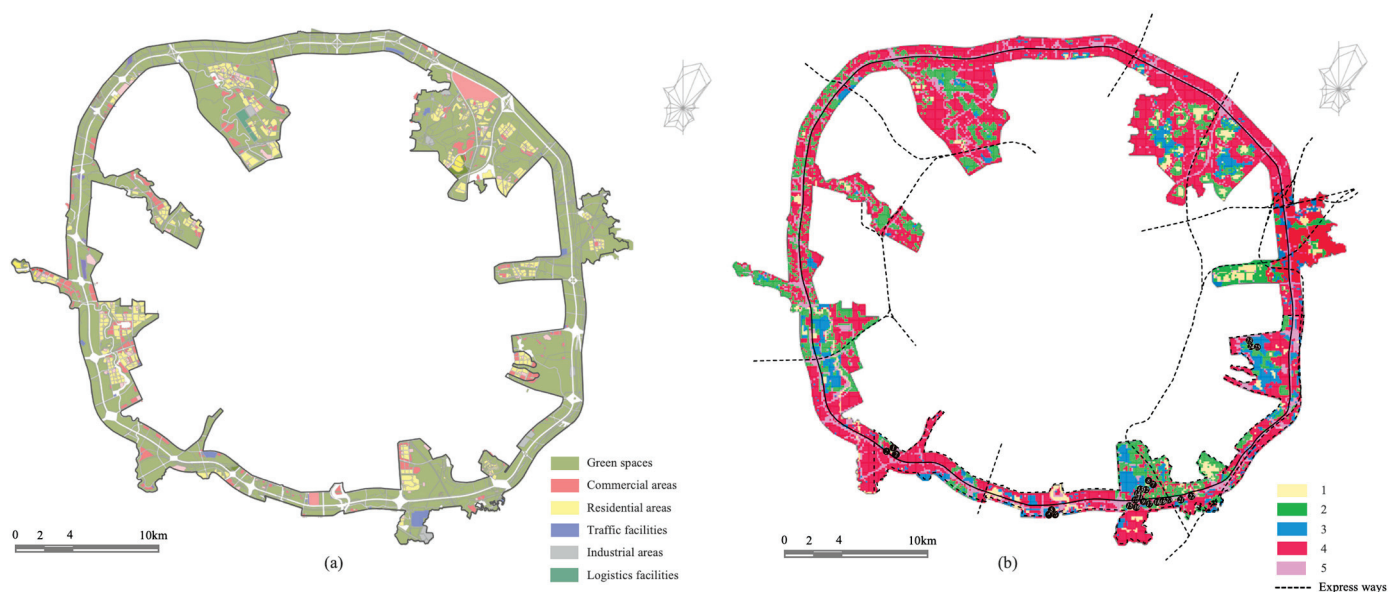 Green spaces
Commercial areas
Residential areas
Traffic facilities
Industrial areas
Logistics facilities
0 2 4 10km
(a)
1
2
3
4
5
Express ways
0 2 4 10km
(b)